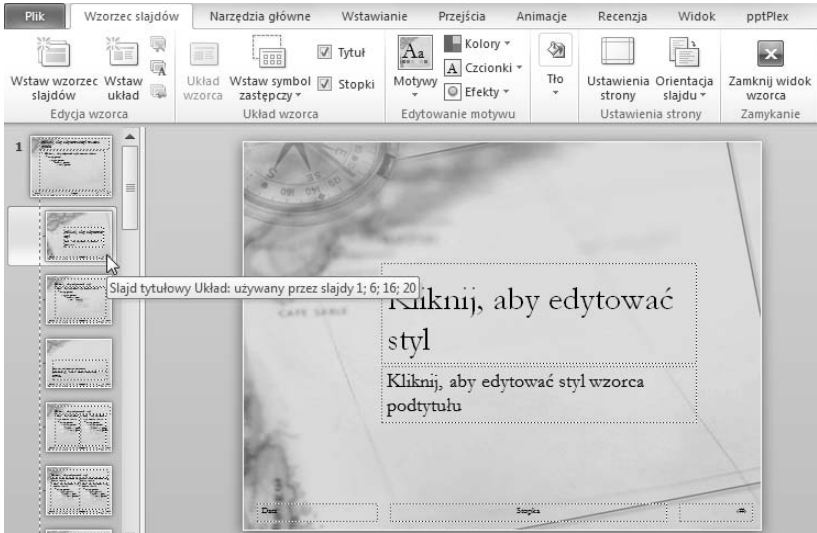 Plik Wzorzec slajdów Narzędzia główne Wstawianie Przejścia Animacje Recenzja Widok pptPlex
Wstaw wzorzec slajdów
Wstaw układ
Edycja wzorca
Układ wzorca
Wstaw symbol zastępczy
Tytuł
Stopki
Układ wzorca
Aa
Motywy
Kolory
A Czcionki
Efekty
Edytowanie motywu
Tło
Ustawienia strony
Orientacja slajdu
Ustawienia strony
Zamknij widok wzorca
Zamykanie
1
Slajd tytułowy Układ: używany przez slajdy 1; 6; 16; 20
Kliknij, aby edytować
styl
Kliknij, aby edytować styl wzorca
podtytułu
CAPE SABLE
Data
Stopka